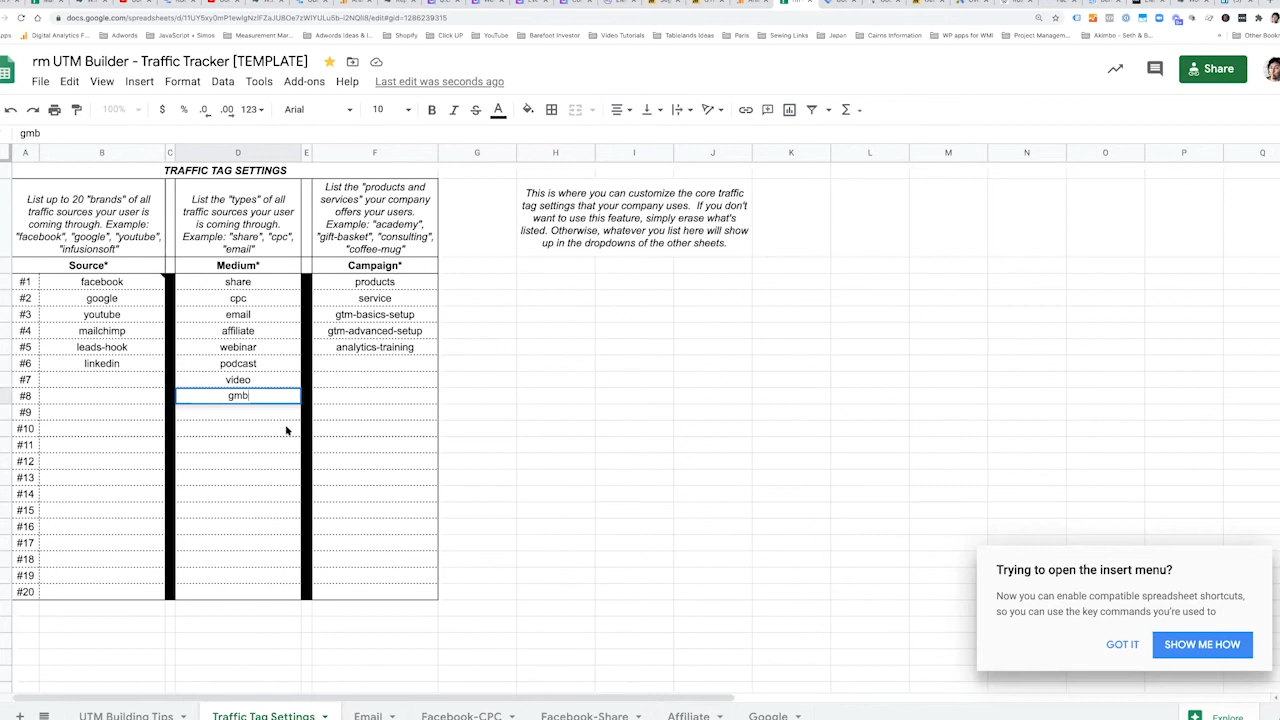 docs.google.com/spreadsheets/d/11UY5xy0mP1ewIgNzIFZaJU8Oe7zWIYULu5b-i2NQII8/edit#gid=1286239315
Digital Analytics F... Adwords JavaScript + Simos Measurement Mar... Adwords Ideas & I... Shopify Click UP YouTube Barefoot Investor Video Tutorials Tablelands Ideas Paris Sewing Links Japan Cairns Information WP apps for WMI Project Managem... Akimbo - Seth & B... » Other Book
rm UTM Builder - Traffic Tracker [TEMPLATE]
Share
File Edit View Insert Format Data Tools Add-ons Help Last edit was seconds ago
100% $ % .0 .00 123 Arial 10 B I S A Σ
gmb
A B C D E F G H I J K L M N O P Q
TRAFFIC TAG SETTINGS
List up to 20 "brands" of all
traffic sources your user is
coming through. Example:
"facebook", "google", "youtube",
"infusionsoft"
List the "types" of all
traffic sources your user
is coming through.
Example: "share", "cpc",
"email"
List the "products and
services" your company
offers your users.
Example: "academy",
"gift-basket", "consulting",
"coffee-mug"
This is where you can customize the core traffic
tag settings that your company uses. If you don't
want to use this feature, simply erase what's
listed. Otherwise, whatever you list here will show
up in the dropdowns of the other sheets.
Source* Medium* Campaign*
#1 facebook share products
#2 google cpc service
#3 youtube email gtm-basics-setup
#4 mailchimp affiliate gtm-advanced-setup
#5 leads-hook webinar analytics-training
#6 linkedin podcast
#7 video
#8 gmb
#9
#10
#11
#12
#13
#14
#15
#16
#17
#18
#19
#20
Trying to open the insert menu?
Now you can enable compatible spreadsheet shortcuts,
so you can use the key commands you're used to
GOT IT SHOW ME HOW
UTM Building Tips Traffic Tag Settings Email Facebook-CPC Facebook-Share Affiliate Google Explore